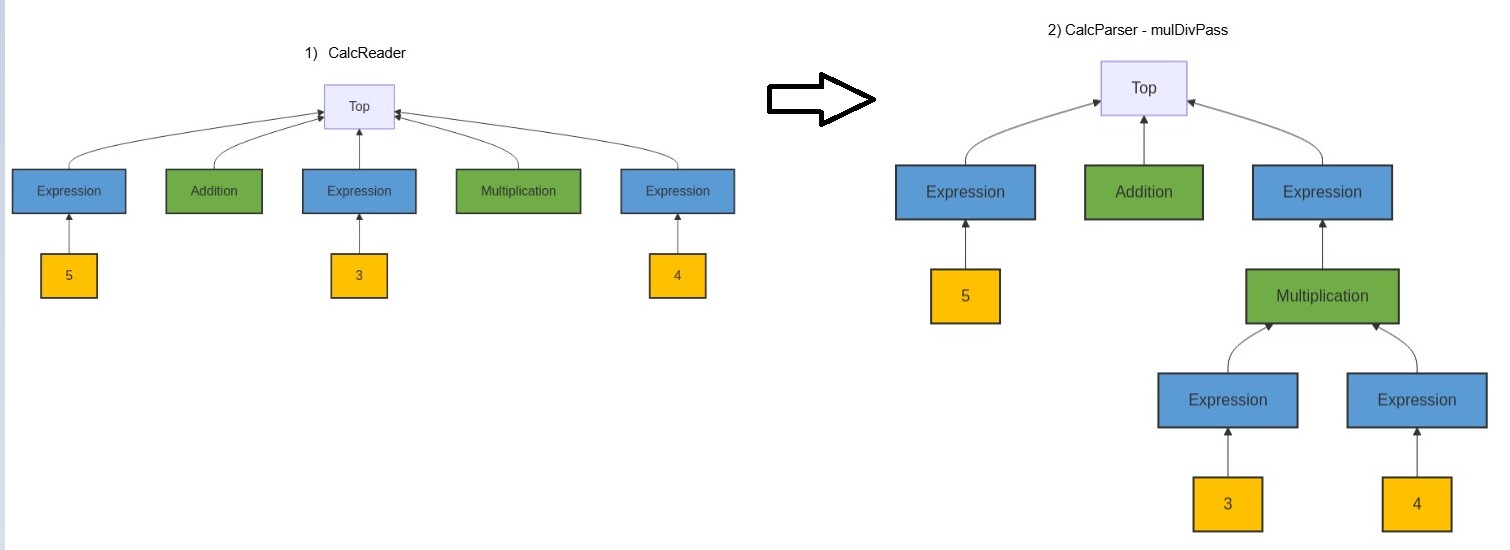 1) CalcReader
Top
Expression
Addition
Expression
Multiplication
Expression
5
3
4
2) CalcParser - mulDivPass
Top
Expression
Addition
Expression
5
Multiplication
Expression
Expression
3
4